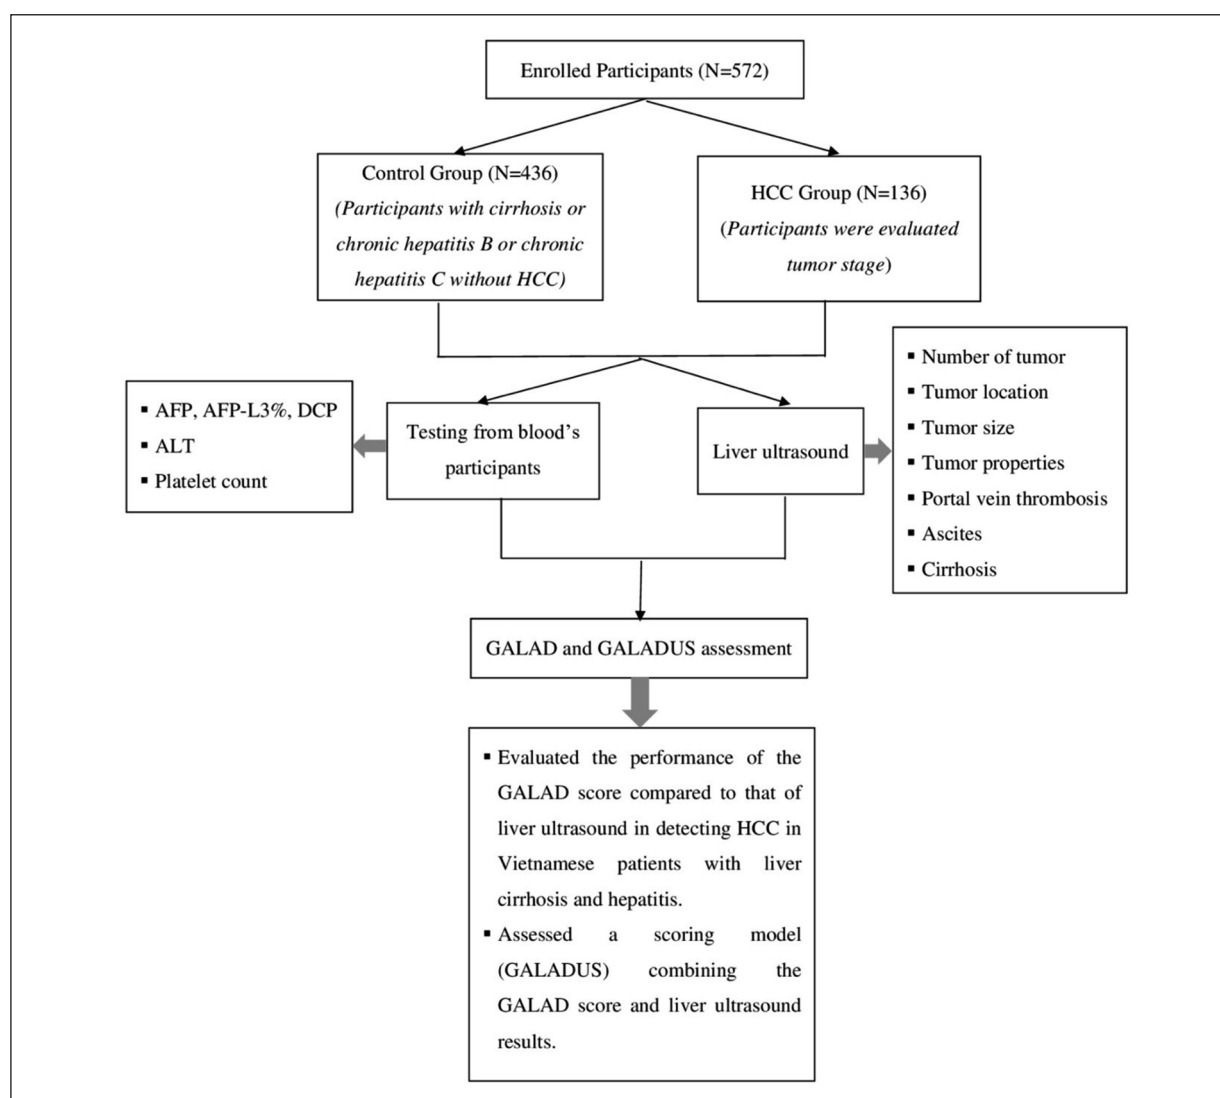 Enrolled Participants (N=572)
Control Group (N=436)
(Participants with cirrhosis or
chronic hepatitis B or chronic
hepatitis C without HCC)
HCC Group (N=136)
(Participants were evaluated
tumor stage)
▪ AFP, AFP-L3%, DCP
▪ ALT
▪ Platelet count
Testing from blood’s
participants
Liver ultrasound
▪ Number of tumor
▪ Tumor location
▪ Tumor size
▪ Tumor properties
▪ Portal vein thrombosis
▪ Ascites
▪ Cirrhosis
GALAD and GALADUS assessment
▪ Evaluated the performance of the
GALAD score compared to that of
liver ultrasound in detecting HCC in
Vietnamese patients with liver
cirrhosis and hepatitis.
▪ Assessed a scoring model
(GALADUS) combining the
GALAD score and liver ultrasound
results.